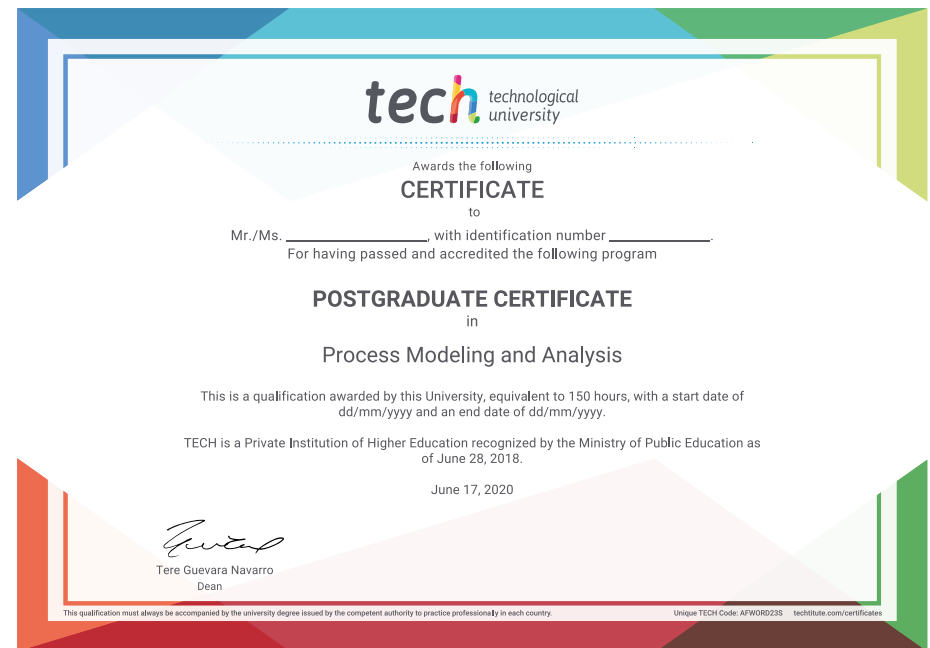 tech technological
university
Awards the following
CERTIFICATE
to
Mr./Ms. ____________________, with identification number ______________.
For having passed and accredited the following program
POSTGRADUATE CERTIFICATE
in
Process Modeling and Analysis
This is a qualification awarded by this University, equivalent to 150 hours, with a start date of
dd/mm/yyyy and an end date of dd/mm/yyyy.
TECH is a Private Institution of Higher Education recognized by the Ministry of Public Education as
of June 28, 2018.
June 17, 2020
Tere Guevara Navarro
Dean
This qualification must always be accompanied by the university degree issued by the competent authority to practice professionally in each country. Unique TECH Code: AFWORD23S techtitute.com/certificates